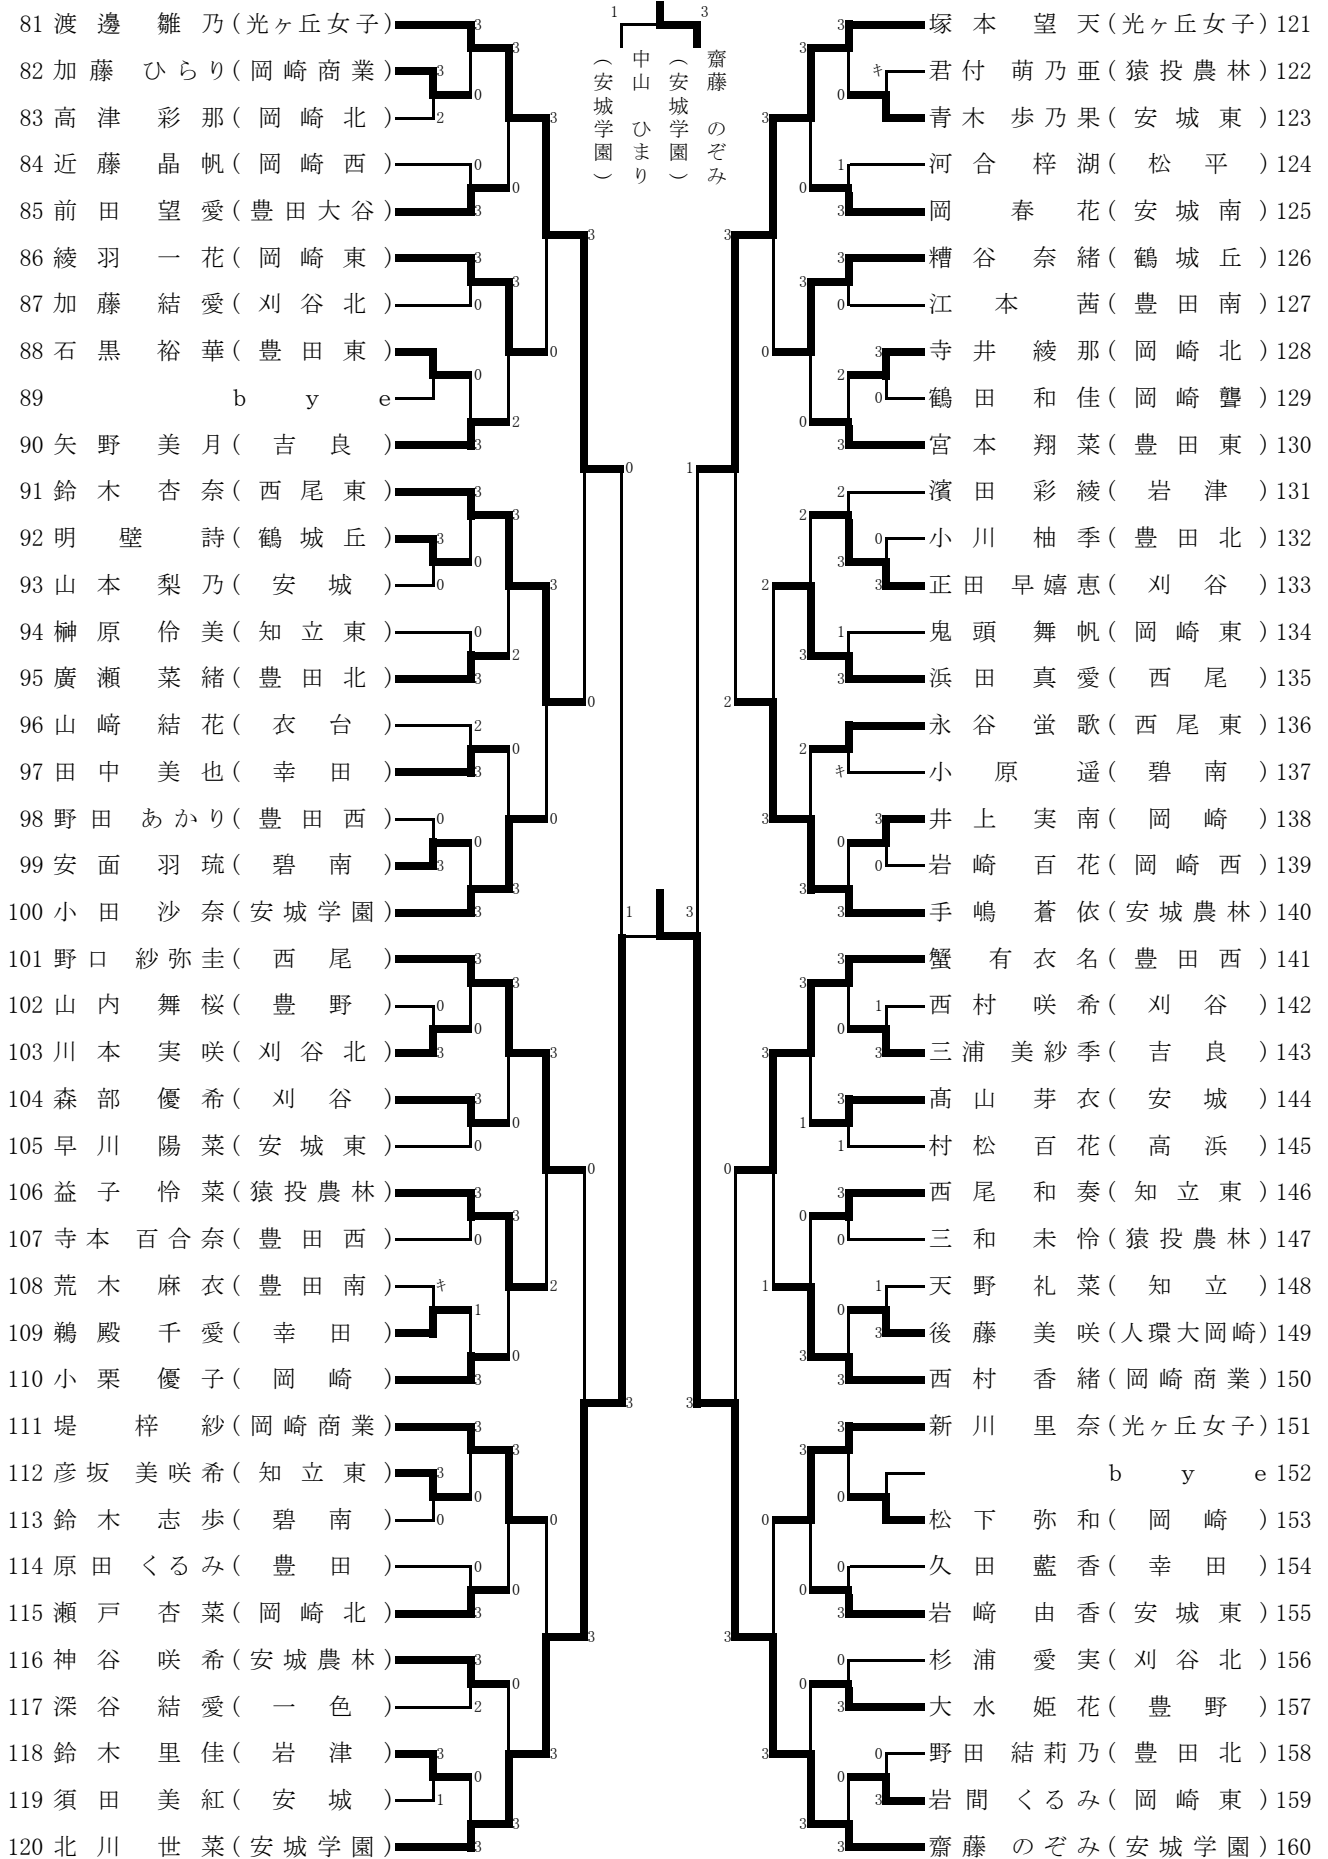 1 3
齋藤 のぞみ
(安城学園)
中山 ひまり
(安城学園)
81 渡邊 雛乃(光ヶ丘女子)
82 加藤 ひらり(岡崎商業)
83 高津 彩那(岡崎北)
84 近藤 晶帆(岡崎西)
85 前田 望愛(豊田大谷)
86 綾羽 一花(岡崎東)
87 加藤 結愛(刈谷北)
88 石黒 裕華(豊田東)
89 bye
90 矢野 美月(吉良)
91 鈴木 杏奈(西尾東)
92 明壁 詩(鶴城丘)
93 山本 梨乃(安城)
94 榊原 伶美(知立東)
95 廣瀬 菜緒(豊田北)
96 山﨑 結花(衣台)
97 田中 美也(幸田)
98 野田 あかり(豊田西)
99 安面 羽琉(碧南)
100 小田 沙奈(安城学園)
101 野口 紗弥圭(西尾)
102 山内 舞桜(豊野)
103 川本 実咲(刈谷北)
104 森部 優希(刈谷)
105 早川 陽菜(安城東)
106 益子 怜菜(猿投農林)
107 寺本 百合奈(豊田西)
108 荒木 麻衣(豊田南)
109 鵜殿 千愛(幸田)
110 小栗 優子(岡崎)
111 堤 梓紗(岡崎商業)
112 彦坂 美咲希(知立東)
113 鈴木 志歩(碧南)
114 原田 くるみ(豊田)
115 瀬戸 杏菜(岡崎北)
116 神谷 咲希(安城農林)
117 深谷 結愛(一色)
118 鈴木 里佳(岩津)
119 須田 美紅(安城)
120 北川 世菜(安城学園)
1 3
塚本 望天(光ヶ丘女子)121
君付 萌乃亜(猿投農林)122
青木 歩乃果(安城東)123
河合 梓湖(松平)124
岡 春花(安城南)125
糟谷 奈緒(鶴城丘)126
江本 茜(豊田南)127
寺井 綾那(岡崎北)128
鶴田 和佳(岡崎聾)129
宮本 翔菜(豊田東)130
濱田 彩綾(岩津)131
小川 柚季(豊田北)132
正田 早嬉恵(刈谷)133
鬼頭 舞帆(岡崎東)134
浜田 真愛(西尾)135
永谷 蛍歌(西尾東)136
小原 遥(碧南)137
井上 実南(岡崎)138
岩崎 百花(岡崎西)139
手嶋 蒼依(安城農林)140
蟹 有衣名(豊田西)141
西村 咲希(刈谷)142
三浦 美紗季(吉良)143
髙山 芽衣(安城)144
村松 百花(高浜)145
西尾 和奏(知立東)146
三和 未怜(猿投農林)147
天野 礼菜(知立)148
後藤 美咲(人環大岡崎)149
西村 香緒(岡崎商業)150
新川 里奈(光ヶ丘女子)151
bye 152
松下 弥和(岡崎)153
久田 藍香(幸田)154
岩﨑 由香(安城東)155
杉浦 愛実(刈谷北)156
大水 姫花(豊野)157
野田 結莉乃(豊田北)158
岩間 くるみ(岡崎東)159
齋藤 のぞみ(安城学園)160